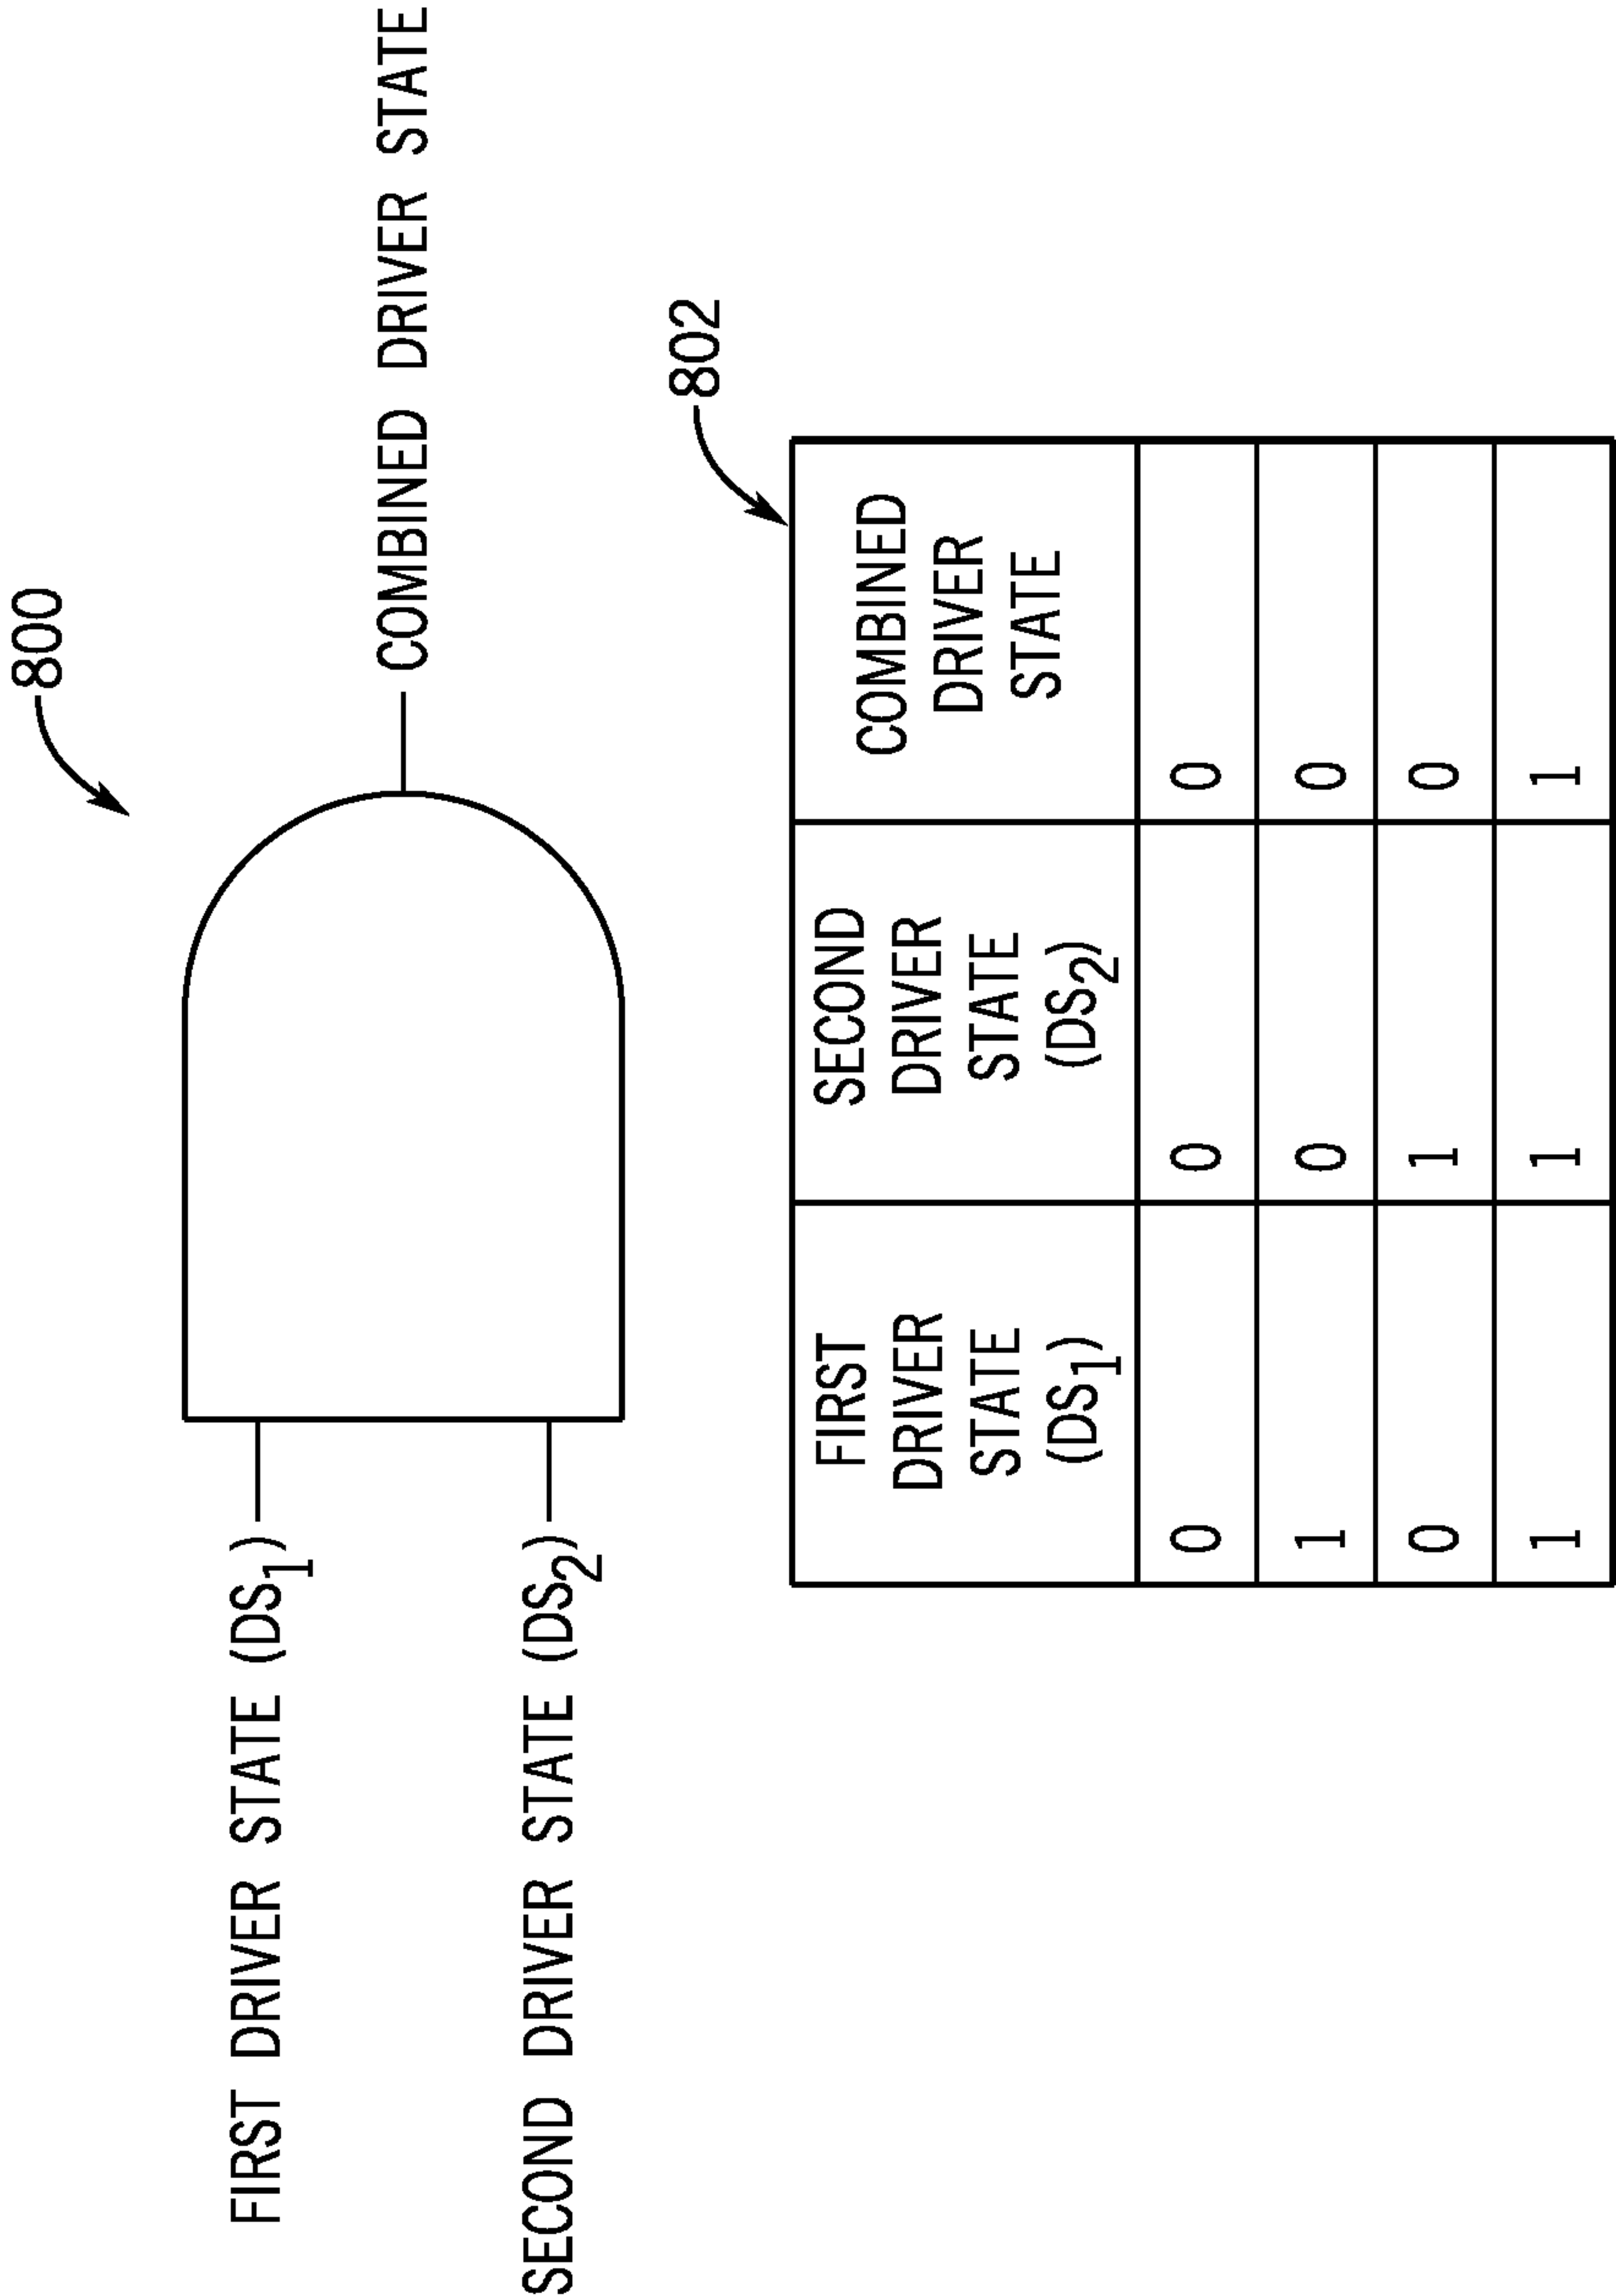 800
FIRST DRIVER STATE (DS1)
COMBINED DRIVER STATE
SECOND DRIVER STATE (DS2)
802
FIRST DRIVER STATE (DS1) SECOND DRIVER STATE (DS2) COMBINED DRIVER STATE
0 0 0
1 0 0
0 1 0
1 1 1